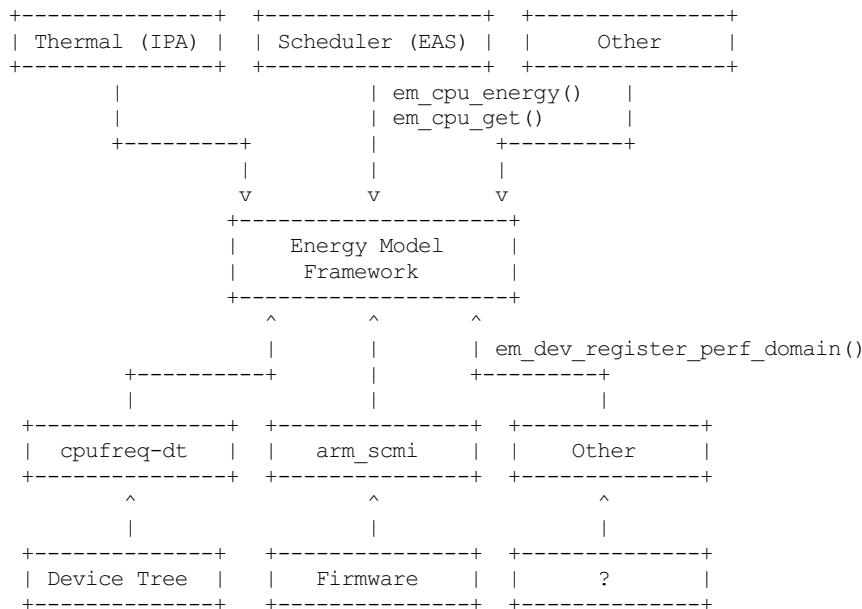 Thermal (IPA) Scheduler (EAS) Other
em_cpu_energy()
em_cpu_get()
Energy Model
Framework
em_dev_register_perf_domain()
cpufreq-dt arm_scmi Other
Device Tree Firmware ?